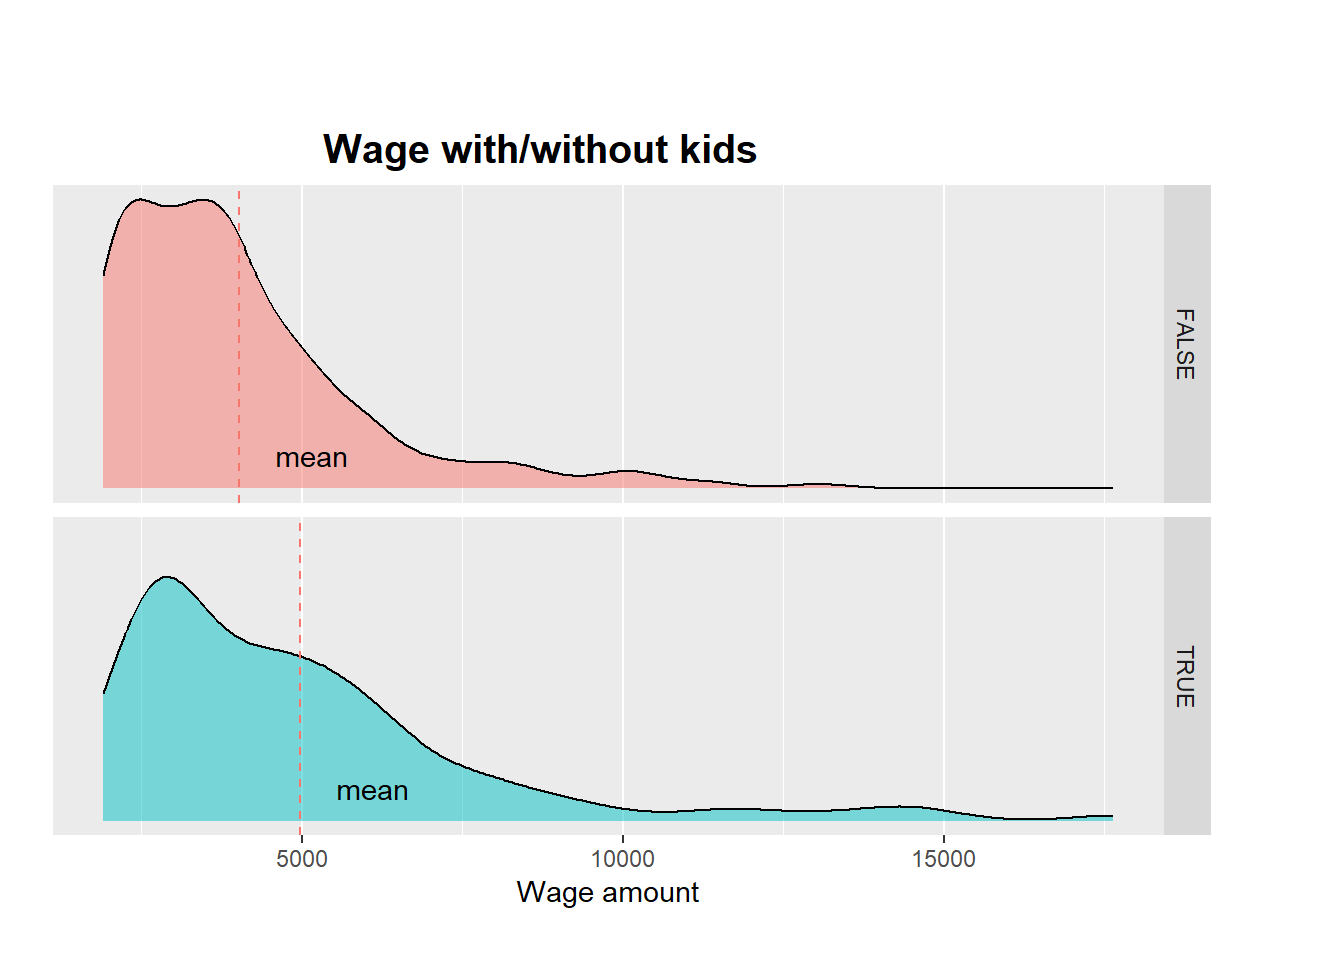 Wage with/without kids
mean
FALSE
mean
TRUE
5000 10000 15000
Wage amount